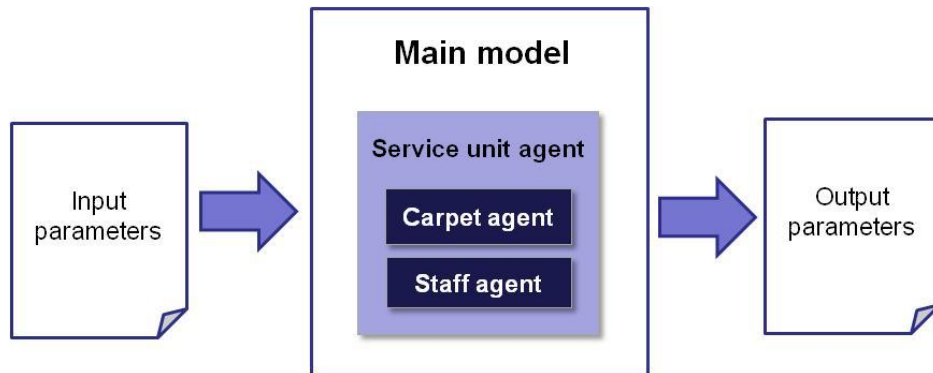 Main model
Service unit agent
Input
parameters
Carpet agent
Staff agent
Output
parameters